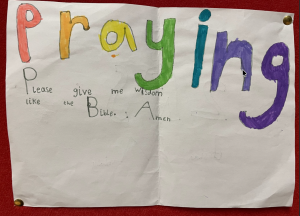 Praying
Please give me wisdom
like the Bible. Amen